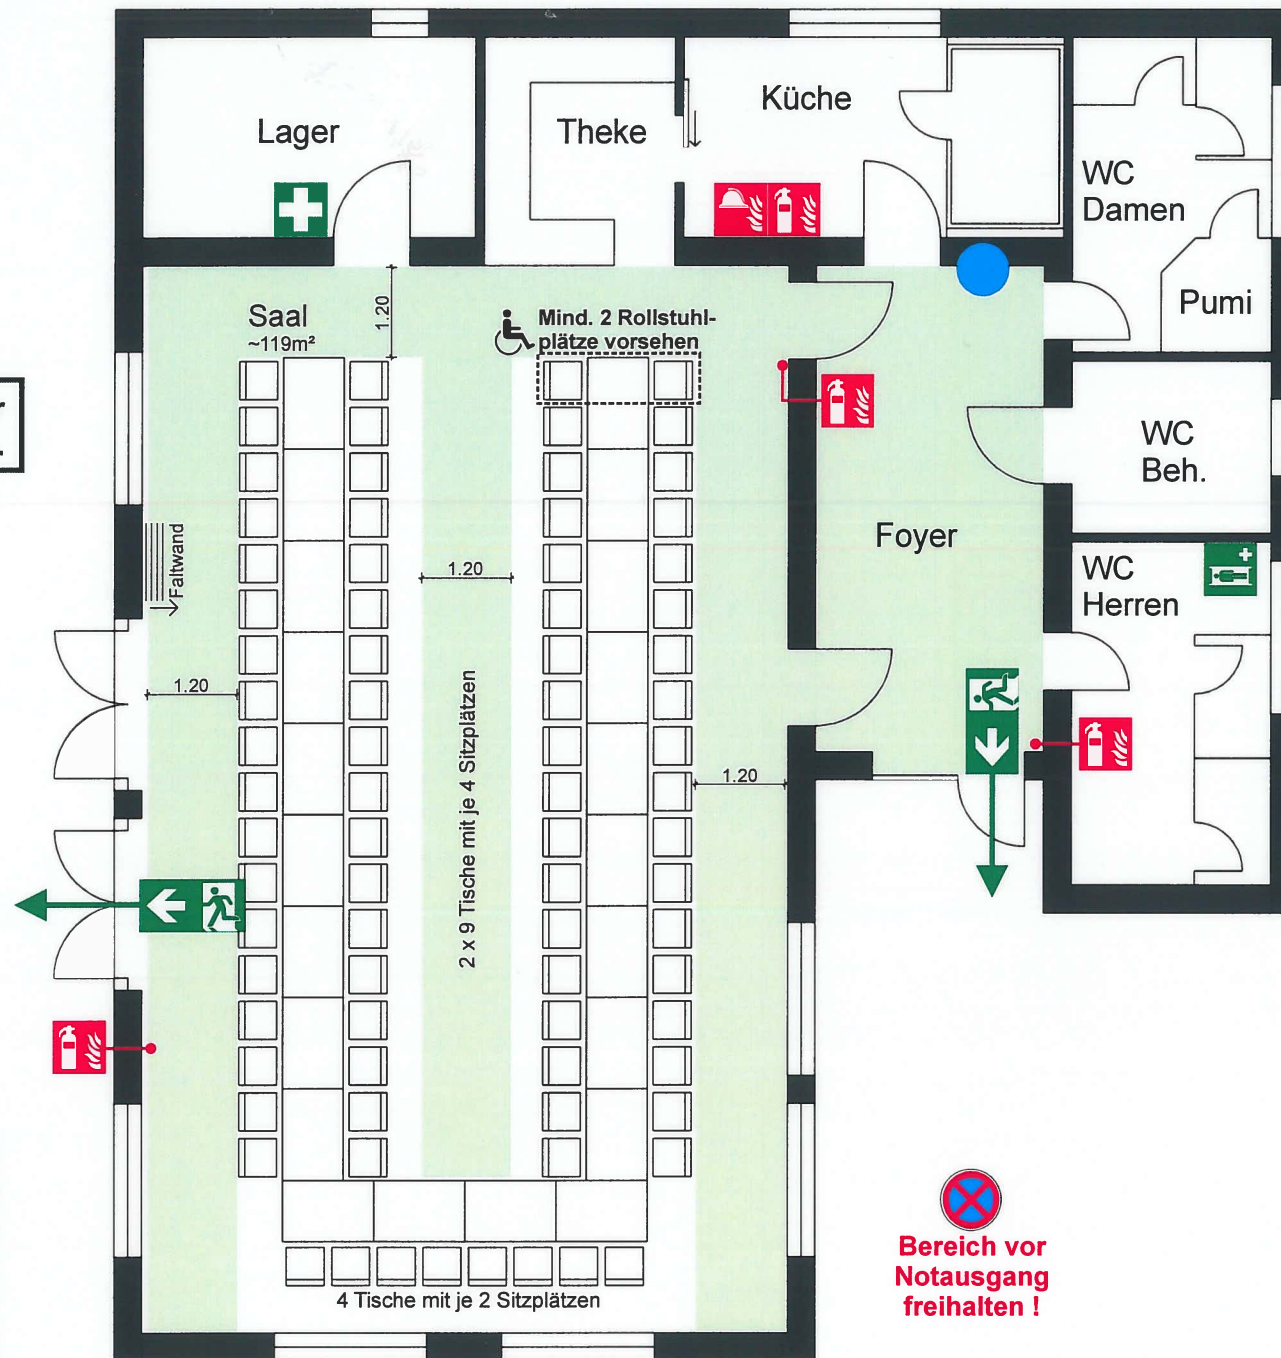 Lager
Theke
Küche
WC
Damen
Pumi
Saal
~119m²
1.20
Mind. 2 Rollstuhl-
plätze vorsehen
WC
Beh.
Foyer
Faltwand
1.20
WC
Herren
1.20
2 x 9 Tische mit je 4 Sitzplätzen
1.20
4 Tische mit je 2 Sitzplätzen
Bereich vor
Notausgang
freihalten !